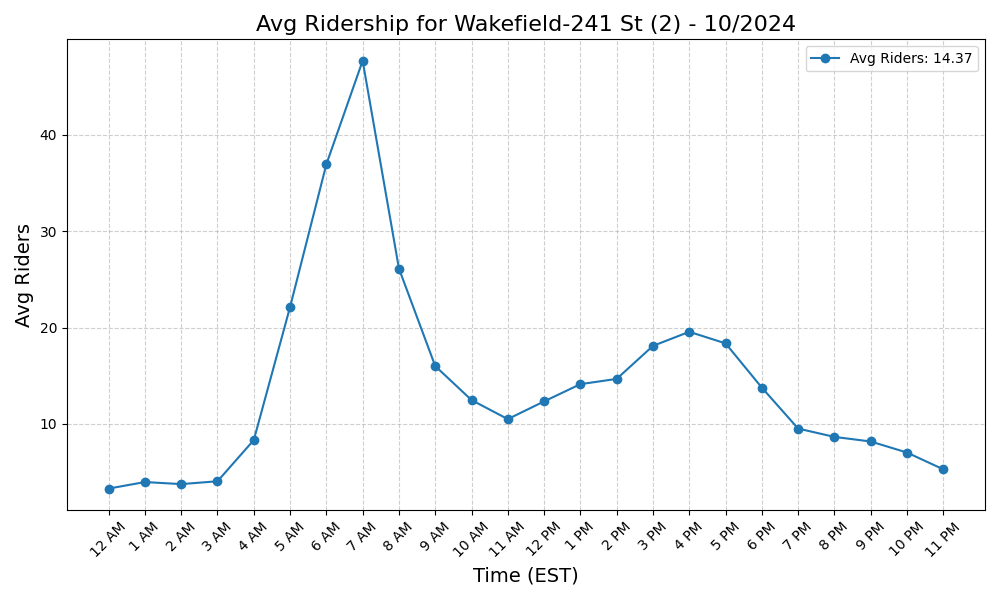 Avg Ridership for Wakefield-241 St (2) - 10/2024
Avg Riders: 14.37
Avg Riders
40
30
20
10
12 AM
1 AM
2 AM
3 AM
4 AM
5 AM
6 AM
7 AM
8 AM
9 AM
10 AM
11 AM
12 PM
1 PM
2 PM
3 PM
4 PM
5 PM
6 PM
7 PM
8 PM
9 PM
10 PM
11 PM
Time (EST)